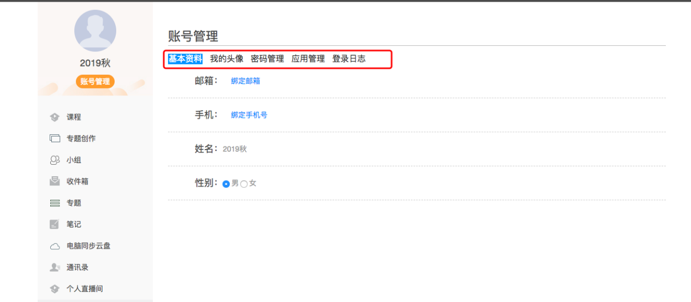 2019秋
账号管理
课程
专题创作
小组
收件箱
专题
笔记
电脑同步云盘
通讯录
个人直播间
账号管理
基本资料 我的头像 密码管理 应用管理 登录日志
邮箱： 绑定邮箱
手机： 绑定手机号
姓名： 2019秋
性别： 男 女